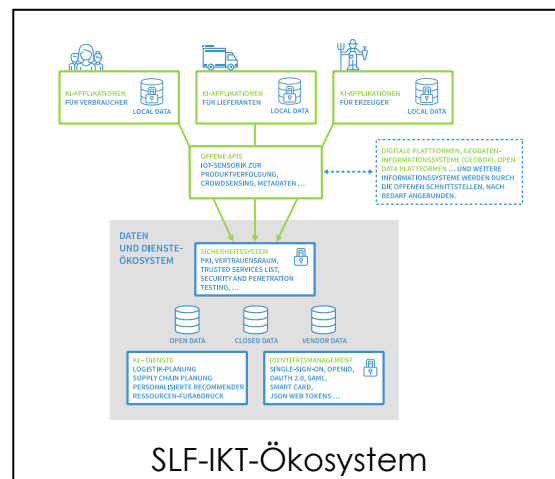 KI-APPLIKATIONEN
FÜR VERBRAUCHER
LOCAL DATA
KI-APPLIKATIONEN
FÜR LIEFERANTEN
LOCAL DATA
KI-APPLIKATIONEN
FÜR ERZEUGER
LOCAL DATA
OFFENE APIS
IOT-SENSORIK ZUR
PRODUKTVERFOLGUNG,
CROWDSENSING, METADATEN ...
DIGITALE PLATTFORMEN, GEODATEN-
INFORMATIONSSYSTEME (GEOBOX), OPEN
DATA PLATTFORMEN ... UND WEITERE
INFORMATIONSSYSTEME WERDEN DURCH
DIE OFFENEN SCHNITTSTELLEN, NACH
BEDARF ANGEBUNDEN.
DATEN
UND DIENSTE-
ÖKOSYSTEM
SICHERHEITSSYSTEM
PKI, VERTRAUENSRAUM,
TRUSTED SERVICES LIST,
SECURITY AND PENETRATION
TESTING, ...
OPEN DATA
CLOSED DATA
VENDOR DATA
KI – DIENSTE
LOGISTIK-PLANUNG
SUPPLY CHAIN PLANUNG
PERSONALISIERTE RECOMMENDER
RESSOURCEN-FUßABDRUCK
IDENTITÄTSMANAGEMENT
SINGLE-SIGN-ON, OPENID,
OAUTH 2.0, SAML,
SMART CARD,
JSON WEB TOKENS ...
SLF-IKT-Ökosystem